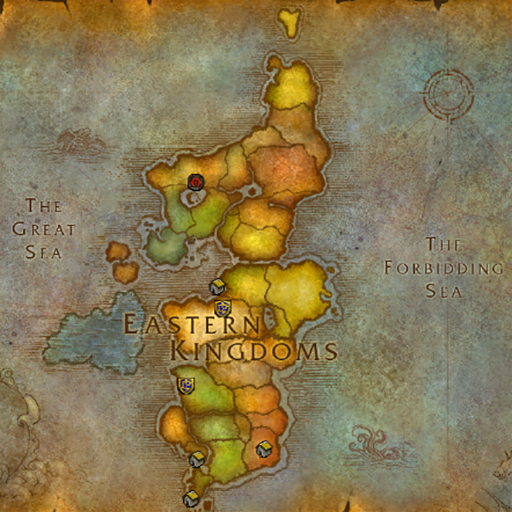 The
Great
Sea
The
Forbidding
Sea
Eastern
Kingdoms